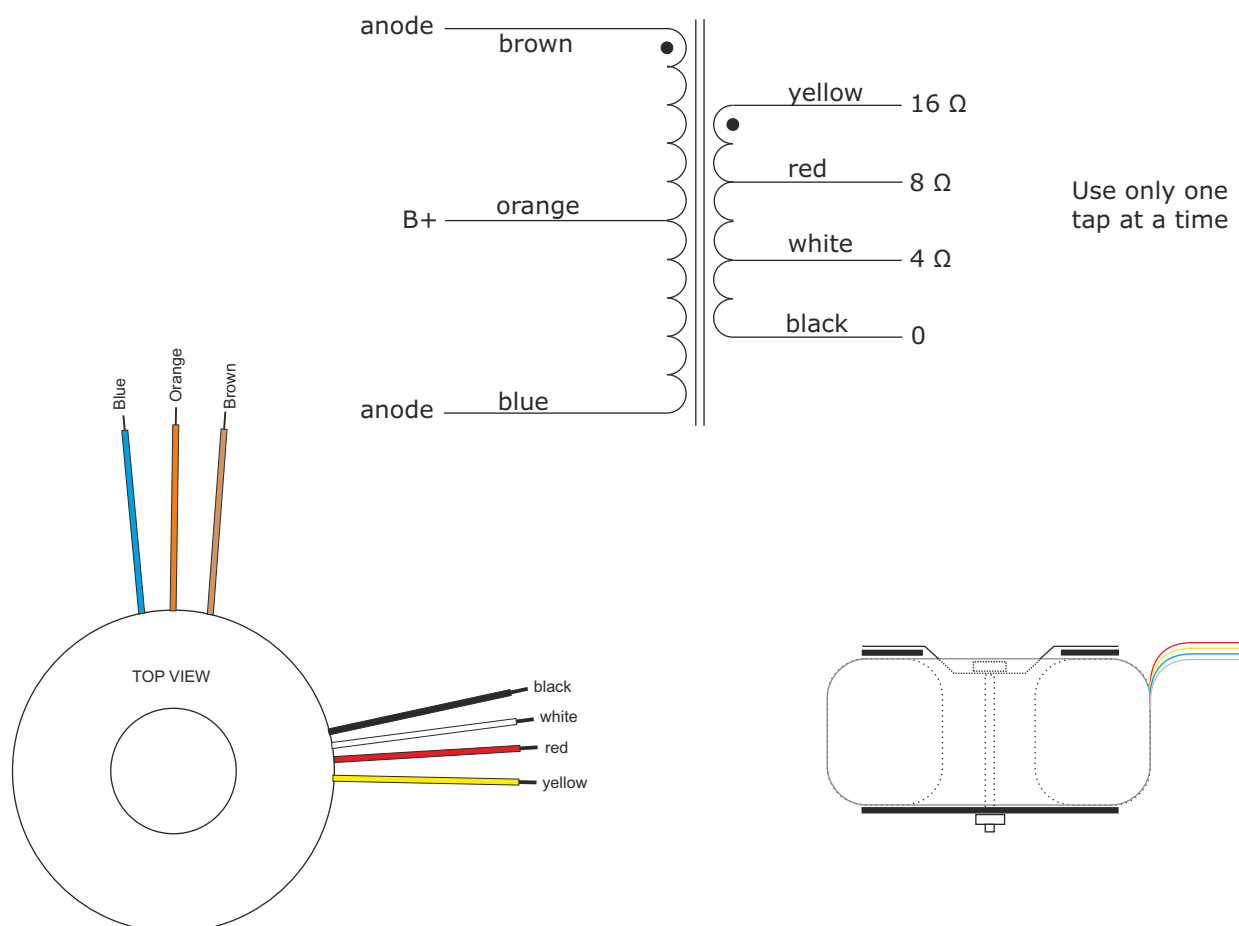 anode
brown
yellow
16 Ω
red
8 Ω
Use only one
tap at a time
B+
orange
white
4 Ω
black
0
anode
blue
Blue
Orange
Brown
TOP VIEW
black
white
red
yellow